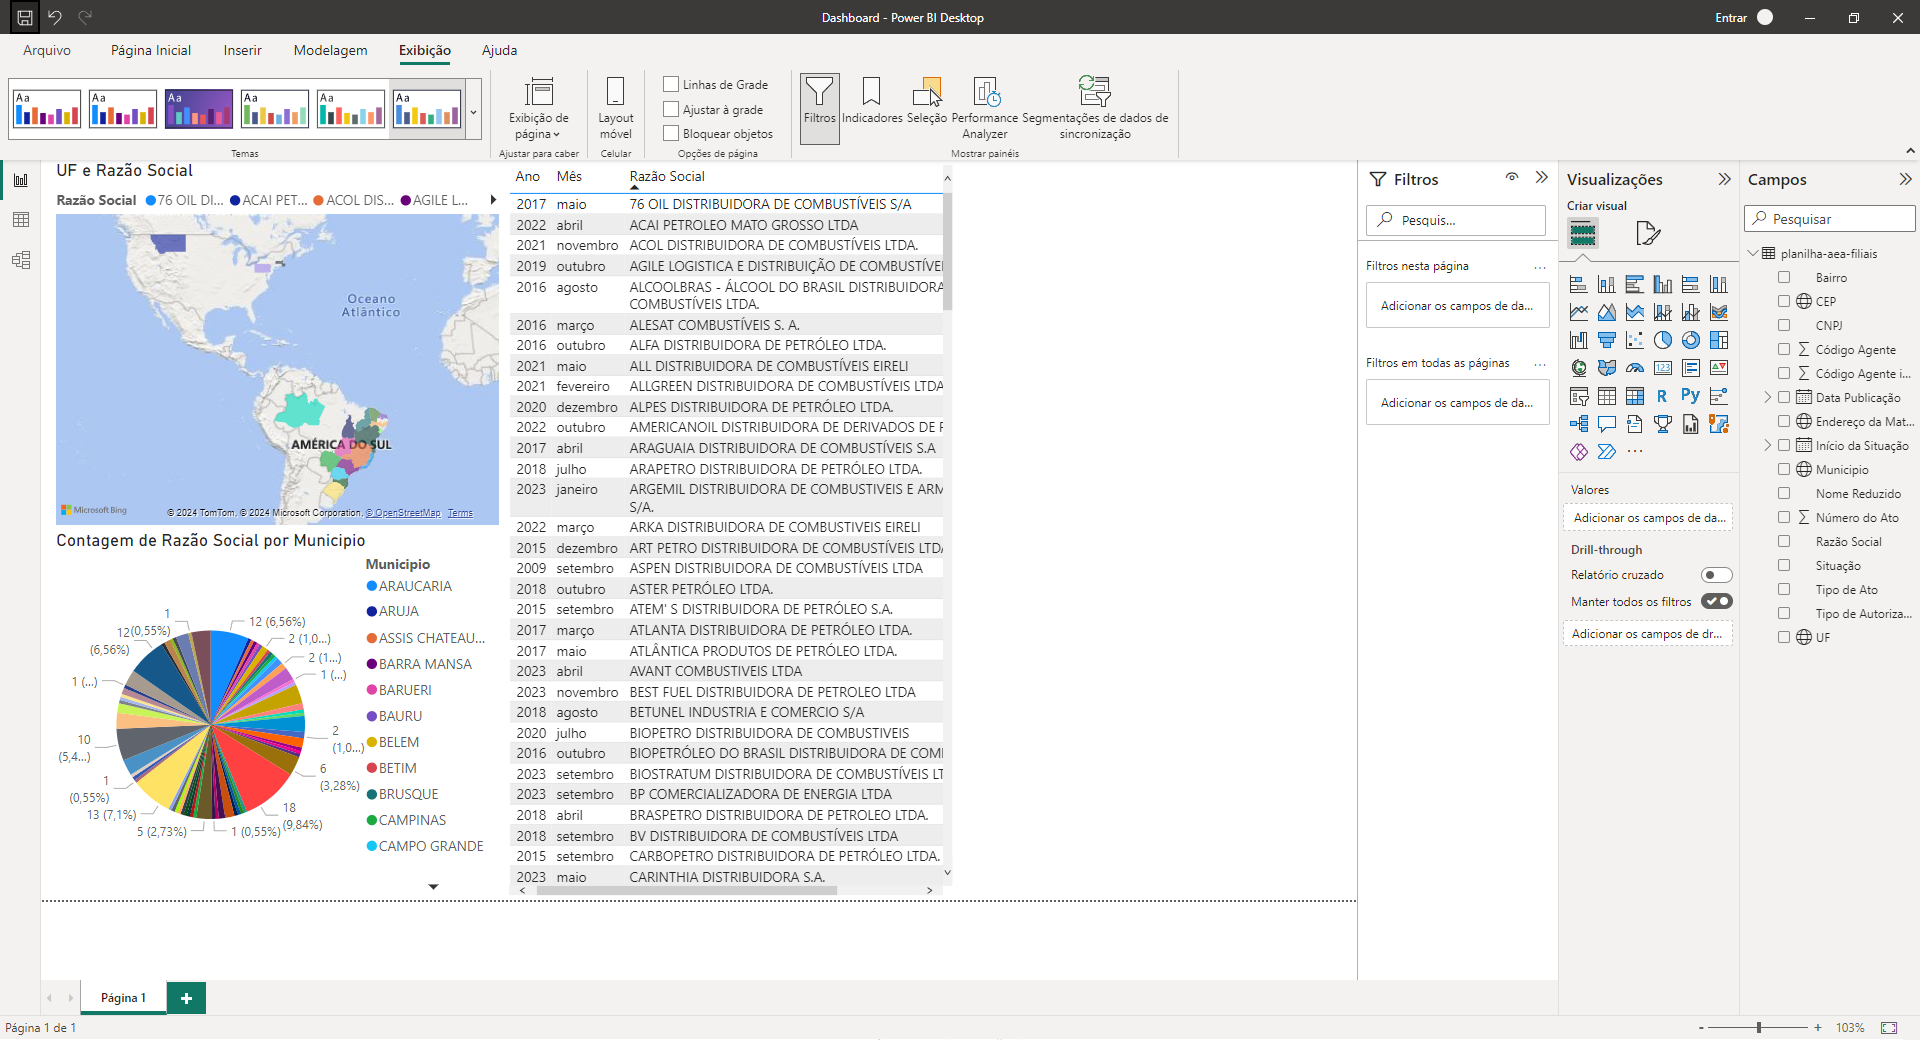 Dashboard - Power BI Desktop
Entrar
Arquivo
Página Inicial
Inserir
Modelagem
Exibição
Ajuda
Aa
Aa
Aa
Aa
Aa
Aa
Exibição de página
Layout móvel
Linhas de Grade
Ajustar à grade
Bloquear objetos
Filtros
Indicadores
Seleção
Performance Analyzer
Segmentações de dados de sincronização
Temas
Ajustar para caber
Celular
Opções de página
Mostrar painéis
UF e Razão Social
Razão Social 76 OIL DI... ACAI PET... ACOL DIS... AGILE L...
Oceano
Atlântico
AMÉRICA DO SUL
Microsoft Bing
© 2024 TomTom, © 2024 Microsoft Corporation, © OpenStreetMap Terms
Contagem de Razão Social por Municipio
Municipio
ARAUCARIA
ARUJA
ASSIS CHATEAU...
BARRA MANSA
BARUERI
BAURU
BELEM
BETIM
BRUSQUE
CAMPINAS
CAMPO GRANDE
12 (6,56%)
2 (1,0...)
2 (1...)
1 (...)
2
(1,0...)
6
(3,28%)
18
(9,84%)
1 (0,55%)
5 (2,73%)
13 (7,1%)
1
(0,55%)
10
(5,4...)
1 (...)
12
(6,56%)
1
(0,55%)
Ano Mês Razão Social
2017 maio 76 OIL DISTRIBUIDORA DE COMBUSTÍVEIS S/A
2022 abril ACAI PETROLEO MATO GROSSO LTDA
2021 novembro ACOL DISTRIBUIDORA DE COMBUSTÍVEIS LTDA.
2019 outubro AGILE LOGISTICA E DISTRIBUIÇÃO DE COMBUSTÍVEI
2016 agosto ALCOOLBRAS - ÁLCOOL DO BRASIL DISTRIBUIDORA
COMBUSTÍVEIS LTDA.
2016 março ALESAT COMBUSTÍVEIS S. A.
2016 outubro ALFA DISTRIBUIDORA DE PETRÓLEO LTDA.
2021 maio ALL DISTRIBUIDORA DE COMBUSTÍVEIS EIRELI
2021 fevereiro ALLGREEN DISTRIBUIDORA DE COMBUSTÍVEIS LTDA
2020 dezembro ALPES DISTRIBUIDORA DE PETRÓLEO LTDA.
2022 outubro AMERICANOIL DISTRIBUIDORA DE DERIVADOS DE P
2017 abril ARAGUAIA DISTRIBUIDORA DE COMBUSTÍVEIS S.A
2018 julho ARAPETRO DISTRIBUIDORA DE PETRÓLEO LTDA.
2023 janeiro ARGEMIL DISTRIBUIDORA DE COMBUSTIVEIS E ARM
S/A.
2022 março ARKA DISTRIBUIDORA DE COMBUSTIVEIS EIRELI
2015 dezembro ART PETRO DISTRIBUIDORA DE COMBUSTÍVEIS LTDA
2009 setembro ASPEN DISTRIBUIDORA DE COMBUSTÍVEIS LTDA
2018 outubro ASTER PETRÓLEO LTDA.
2015 setembro ATEM' S DISTRIBUIDORA DE PETRÓLEO S.A.
2017 março ATLANTA DISTRIBUIDORA DE PETRÓLEO LTDA.
2017 maio ATLÂNTICA PRODUTOS DE PETRÓLEO LTDA.
2023 abril AVANT COMBUSTIVEIS LTDA
2023 novembro BEST FUEL DISTRIBUIDORA DE PETROLEO LTDA
2018 agosto BETUNEL INDUSTRIA E COMERCIO S/A
2020 julho BIOPETRO DISTRIBUIDORA DE COMBUSTIVEIS
2016 outubro BIOPETRÓLEO DO BRASIL DISTRIBUIDORA DE COMI
2023 setembro BIOSTRATUM DISTRIBUIDORA DE COMBUSTÍVEIS LT
2023 setembro BP COMERCIALIZADORA DE ENERGIA LTDA
2018 abril BRASPETRO DISTRIBUIDORA DE PETROLEO LTDA.
2018 setembro BV DISTRIBUIDORA DE COMBUSTÍVEIS LTDA
2015 setembro CARBOPETRO DISTRIBUIDORA DE PETRÓLEO LTDA.
2023 maio CARINTHIA DISTRIBUIDORA S.A.
Filtros
Pesquis...
Filtros nesta página ...
Adicionar os campos de da...
Filtros em todas as páginas ...
Adicionar os campos de da...
Visualizações
Criar visual
123
R
Py
...
Valores
Adicionar os campos de da...
Drill-through
Relatório cruzado
Manter todos os filtros
Adicionar os campos de dr...
Campos
Pesquisar
planilha-aea-filiais
Bairro
CEP
CNPJ
Código Agente
Código Agente i...
Data Publicação
Endereço da Mat...
Início da Situação
Municipio
Nome Reduzido
Número do Ato
Razão Social
Situação
Tipo de Ato
Tipo de Autoriza...
UF
Página 1
+
Página 1 de 1
- + 103%